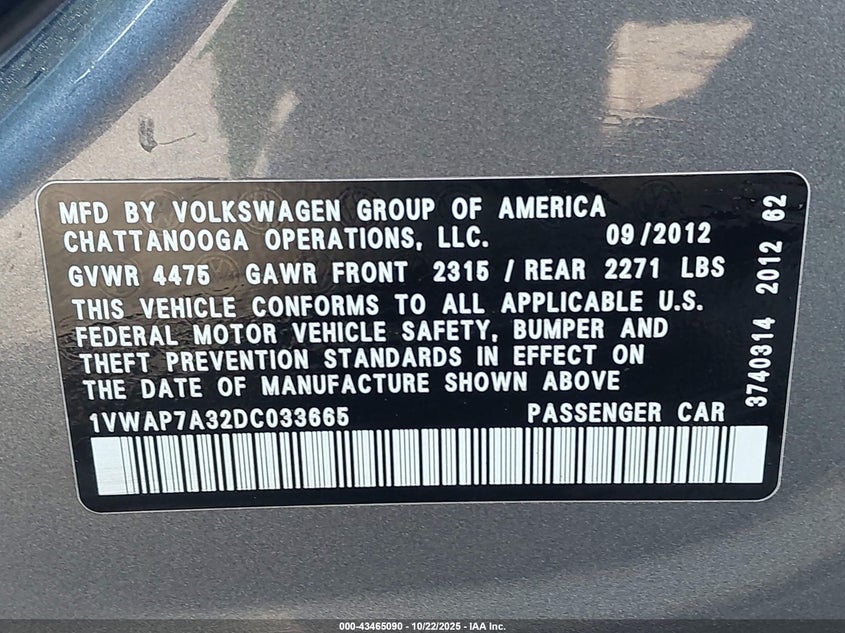 MFD BY VOLKSWAGEN GROUP OF AMERICA
CHATTANOOGA OPERATIONS, LLC. 09/2012
GVWR 4475 GAWR FRONT 2315 / REAR 2271 LBS
THIS VEHICLE CONFORMS TO ALL APPLICABLE U.S.
FEDERAL MOTOR VEHICLE SAFETY, BUMPER AND
THEFT PREVENTION STANDARDS IN EFFECT ON
THE DATE OF MANUFACTURE SHOWN ABOVE
1VWAP7A32DC033665 PASSENGER CAR
3740314 2012 62
000-43465090 - 10/22/2025 - IAA Inc.